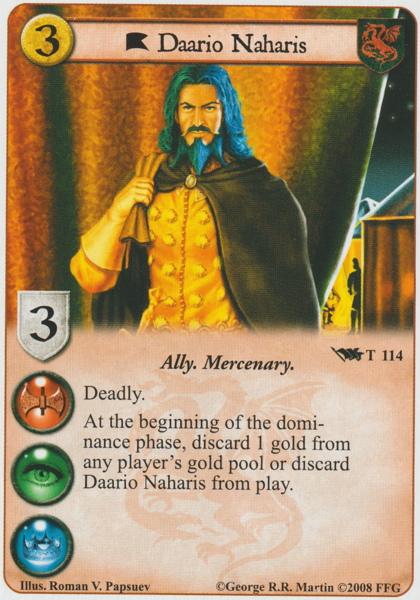 3
Daario Naharis
3
Ally. Mercenary.
T 114
Deadly.
At the beginning of the domi-
nance phase, discard 1 gold from
any player's gold pool or discard
Daario Naharis from play.
Illus. Roman V. Papsuev
©George R.R. Martin ©2008 FFG